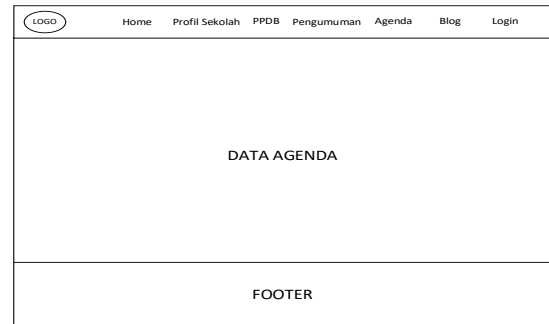 LOGO Home Profil Sekolah PPDB Pengumuman Agenda Blog Login
DATA AGENDA
FOOTER